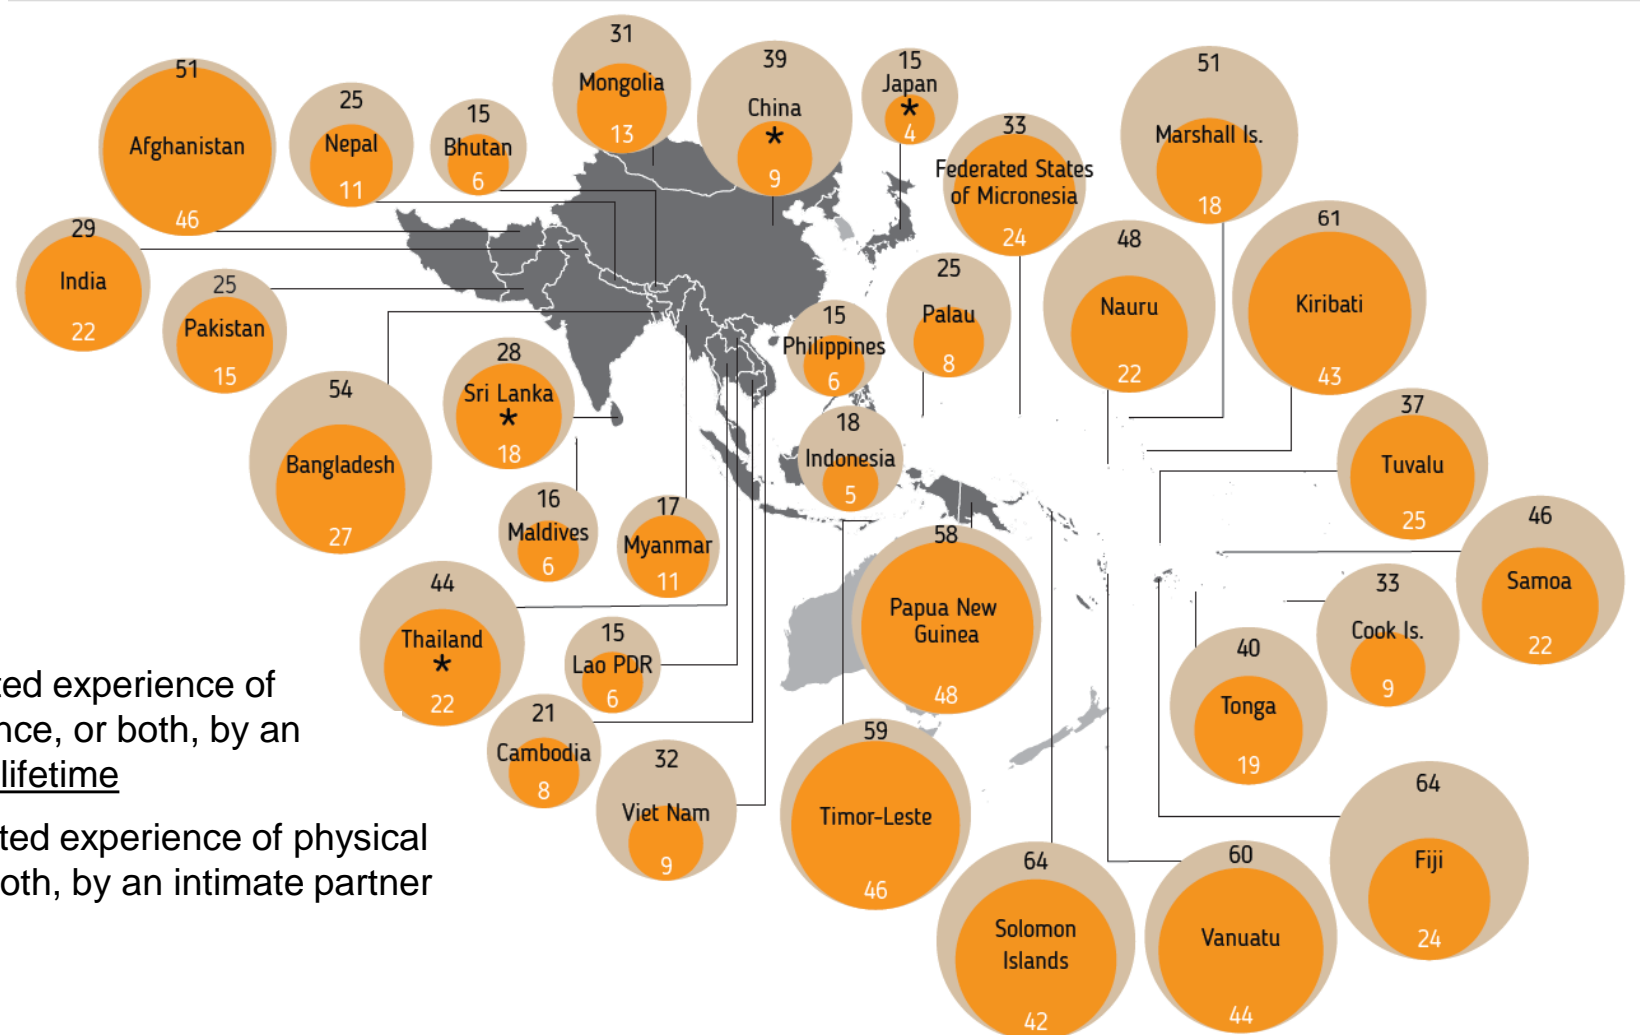 31
Mongolia
13
39
China
*
9
15
Japan
*
4
51
Afghanistan
46
25
Nepal
11
15
Bhutan
6
33
Federated States
of Micronesia
24
51
Marshall Is.
18
29
India
22
25
Pakistan
15
48
Nauru
22
61
Kiribati
43
25
Palau
8
15
Philippines
6
28
Sri Lanka
*
18
54
Bangladesh
27
18
Indonesia
5
37
Tuvalu
25
16
Maldives
6
17
Myanmar
11
58
Papua New
Guinea
48
46
Samoa
22
44
Thailand
*
22
15
Lao PDR
6
33
Cook Is.
9
40
Tonga
19
21
Cambodia
8
32
Viet Nam
9
59
Timor-Leste
46
64
Solomon
Islands
42
60
Vanuatu
44
64
Fiji
24
experience of
or both, by an
lifetime
experience of physical
by an intimate partner